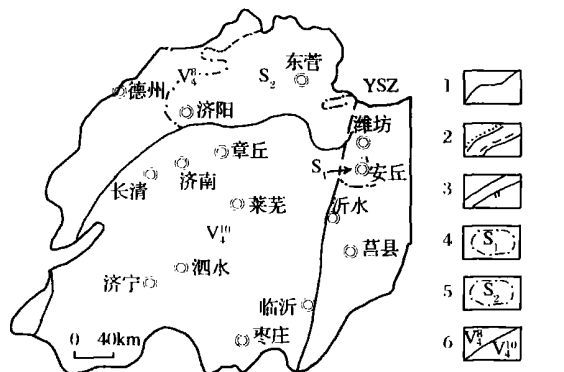 东营
V₄⁸ S₂
YSZ
德州
济阳
潍坊
章丘
S₁ 安丘
济南
长清
莱芜
沂水
V₄¹⁰
莒县
泗水
济宁
临沂
枣庄
0 40km
1
2
3
4 S₁
5 S₂
6 V₄⁸ V₄¹⁰